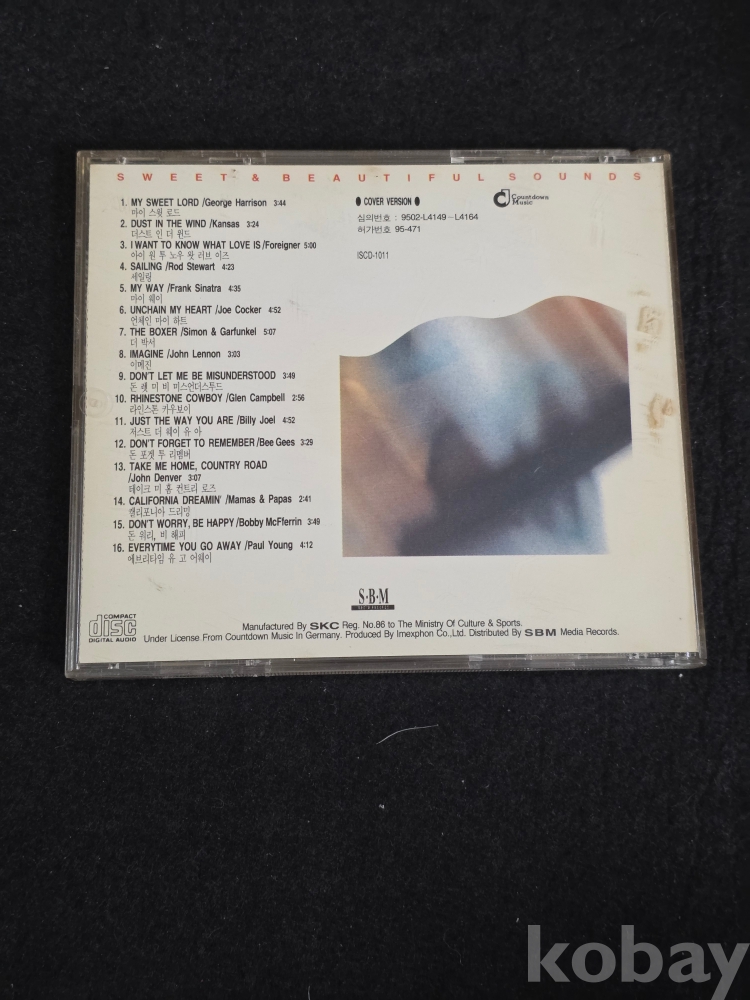 SWEET & BEAUTIFUL SOUNDS
1. MY SWEET LORD /George Harrison 3:44
마이 스윗 로드
2. DUST IN THE WIND /Kansas 3:24
더스트 인 더 윈드
3. I WANT TO KNOW WHAT LOVE IS /Foreigner 5:00
아이 원 투 노우 왓 러브 이즈
4. SAILING /Rod Stewart 4:23
세일링
5. MY WAY /Frank Sinatra 4:35
마이 웨이
6. UNCHAIN MY HEART /Joe Cocker 4:52
언체인 마이 하트
7. THE BOXER /Simon & Garfunkel 5:07
더 박서
8. IMAGINE /John Lennon 3:03
이메진
9. DON'T LET ME BE MISUNDERSTOOD 3:49
돈 렛 미 비 미스언더스투드
10. RHINESTONE COWBOY /Glen Campbell 2:56
라인스톤 카우보이
11. JUST THE WAY YOU ARE /Billy Joel 4:52
저스트 더 웨이 유 아
12. DON'T FORGET TO REMEMBER /Bee Gees 3:29
돈 포겟 투 리멤버
13. TAKE ME HOME, COUNTRY ROAD
/John Denver 3:07
테이크 미 홈 컨트리 로즈
14. CALIFORNIA DREAMIN' /Mamas & Papas 2:41
캘리포니아 드리밍
15. DON'T WORRY, BE HAPPY /Bobby McFferrin 3:49
돈 워리, 비 해피
16. EVERYTIME YOU GO AWAY /Paul Young 4:12
에브리타임 유 고 어웨이
● COVER VERSION ●
심의번호 : 9502-L4149~L4164
허가번호 95-471
ISCD-1011
Countdown
Music
S·B·M
COMPACT
disc
DIGITAL AUDIO
Manufactured By SKC Reg. No.86 to The Ministry Of Culture & Sports.
Under License From Countdown Music In Germany. Produced By Imexphon Co., Ltd. Distributed By SBM Media Records.
kobay